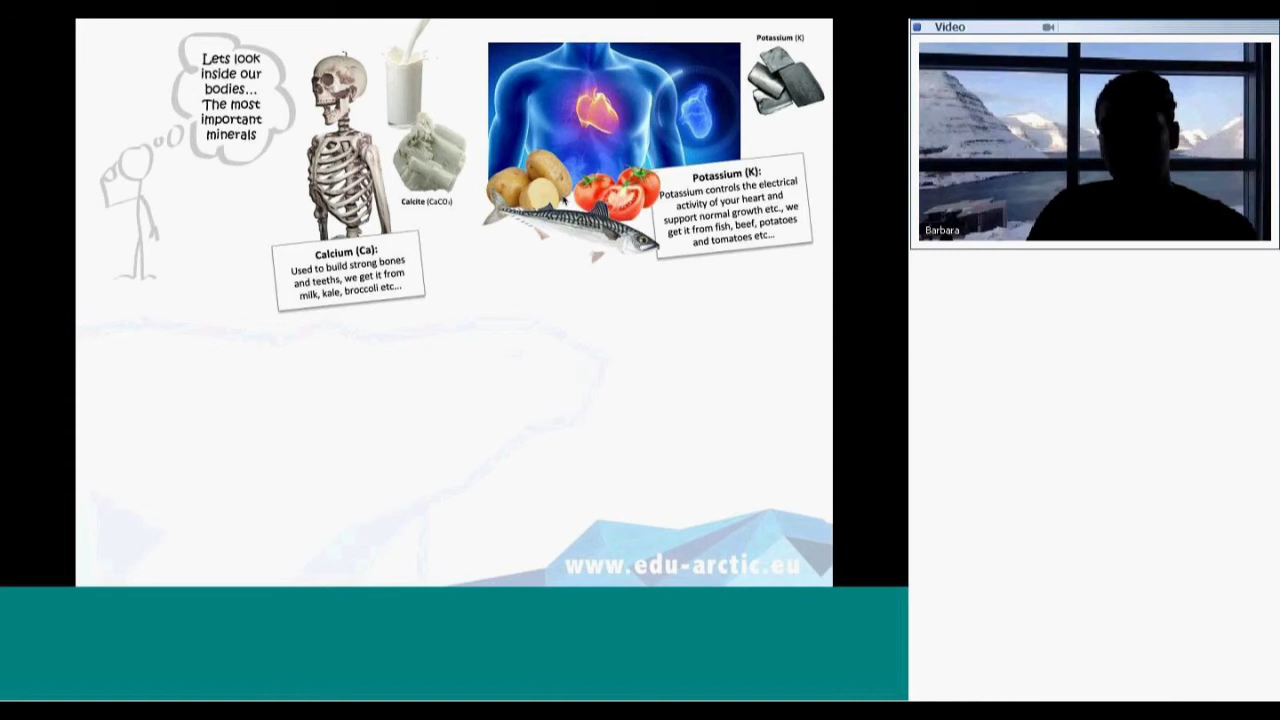 Lets look
inside our
bodies...
The most
important
minerals
Calcite (CaCO₃)
Calcium (Ca):
Used to build strong bones
and teeths, we get it from
milk, kale, broccoli etc...
Potassium (K)
Potassium (K):
Potassium controls the electrical
activity of your heart and
support normal growth etc., we
get it from fish, beef, potatoes
and tomatoes etc...
www.edu-arctic.eu
Video
Barbara